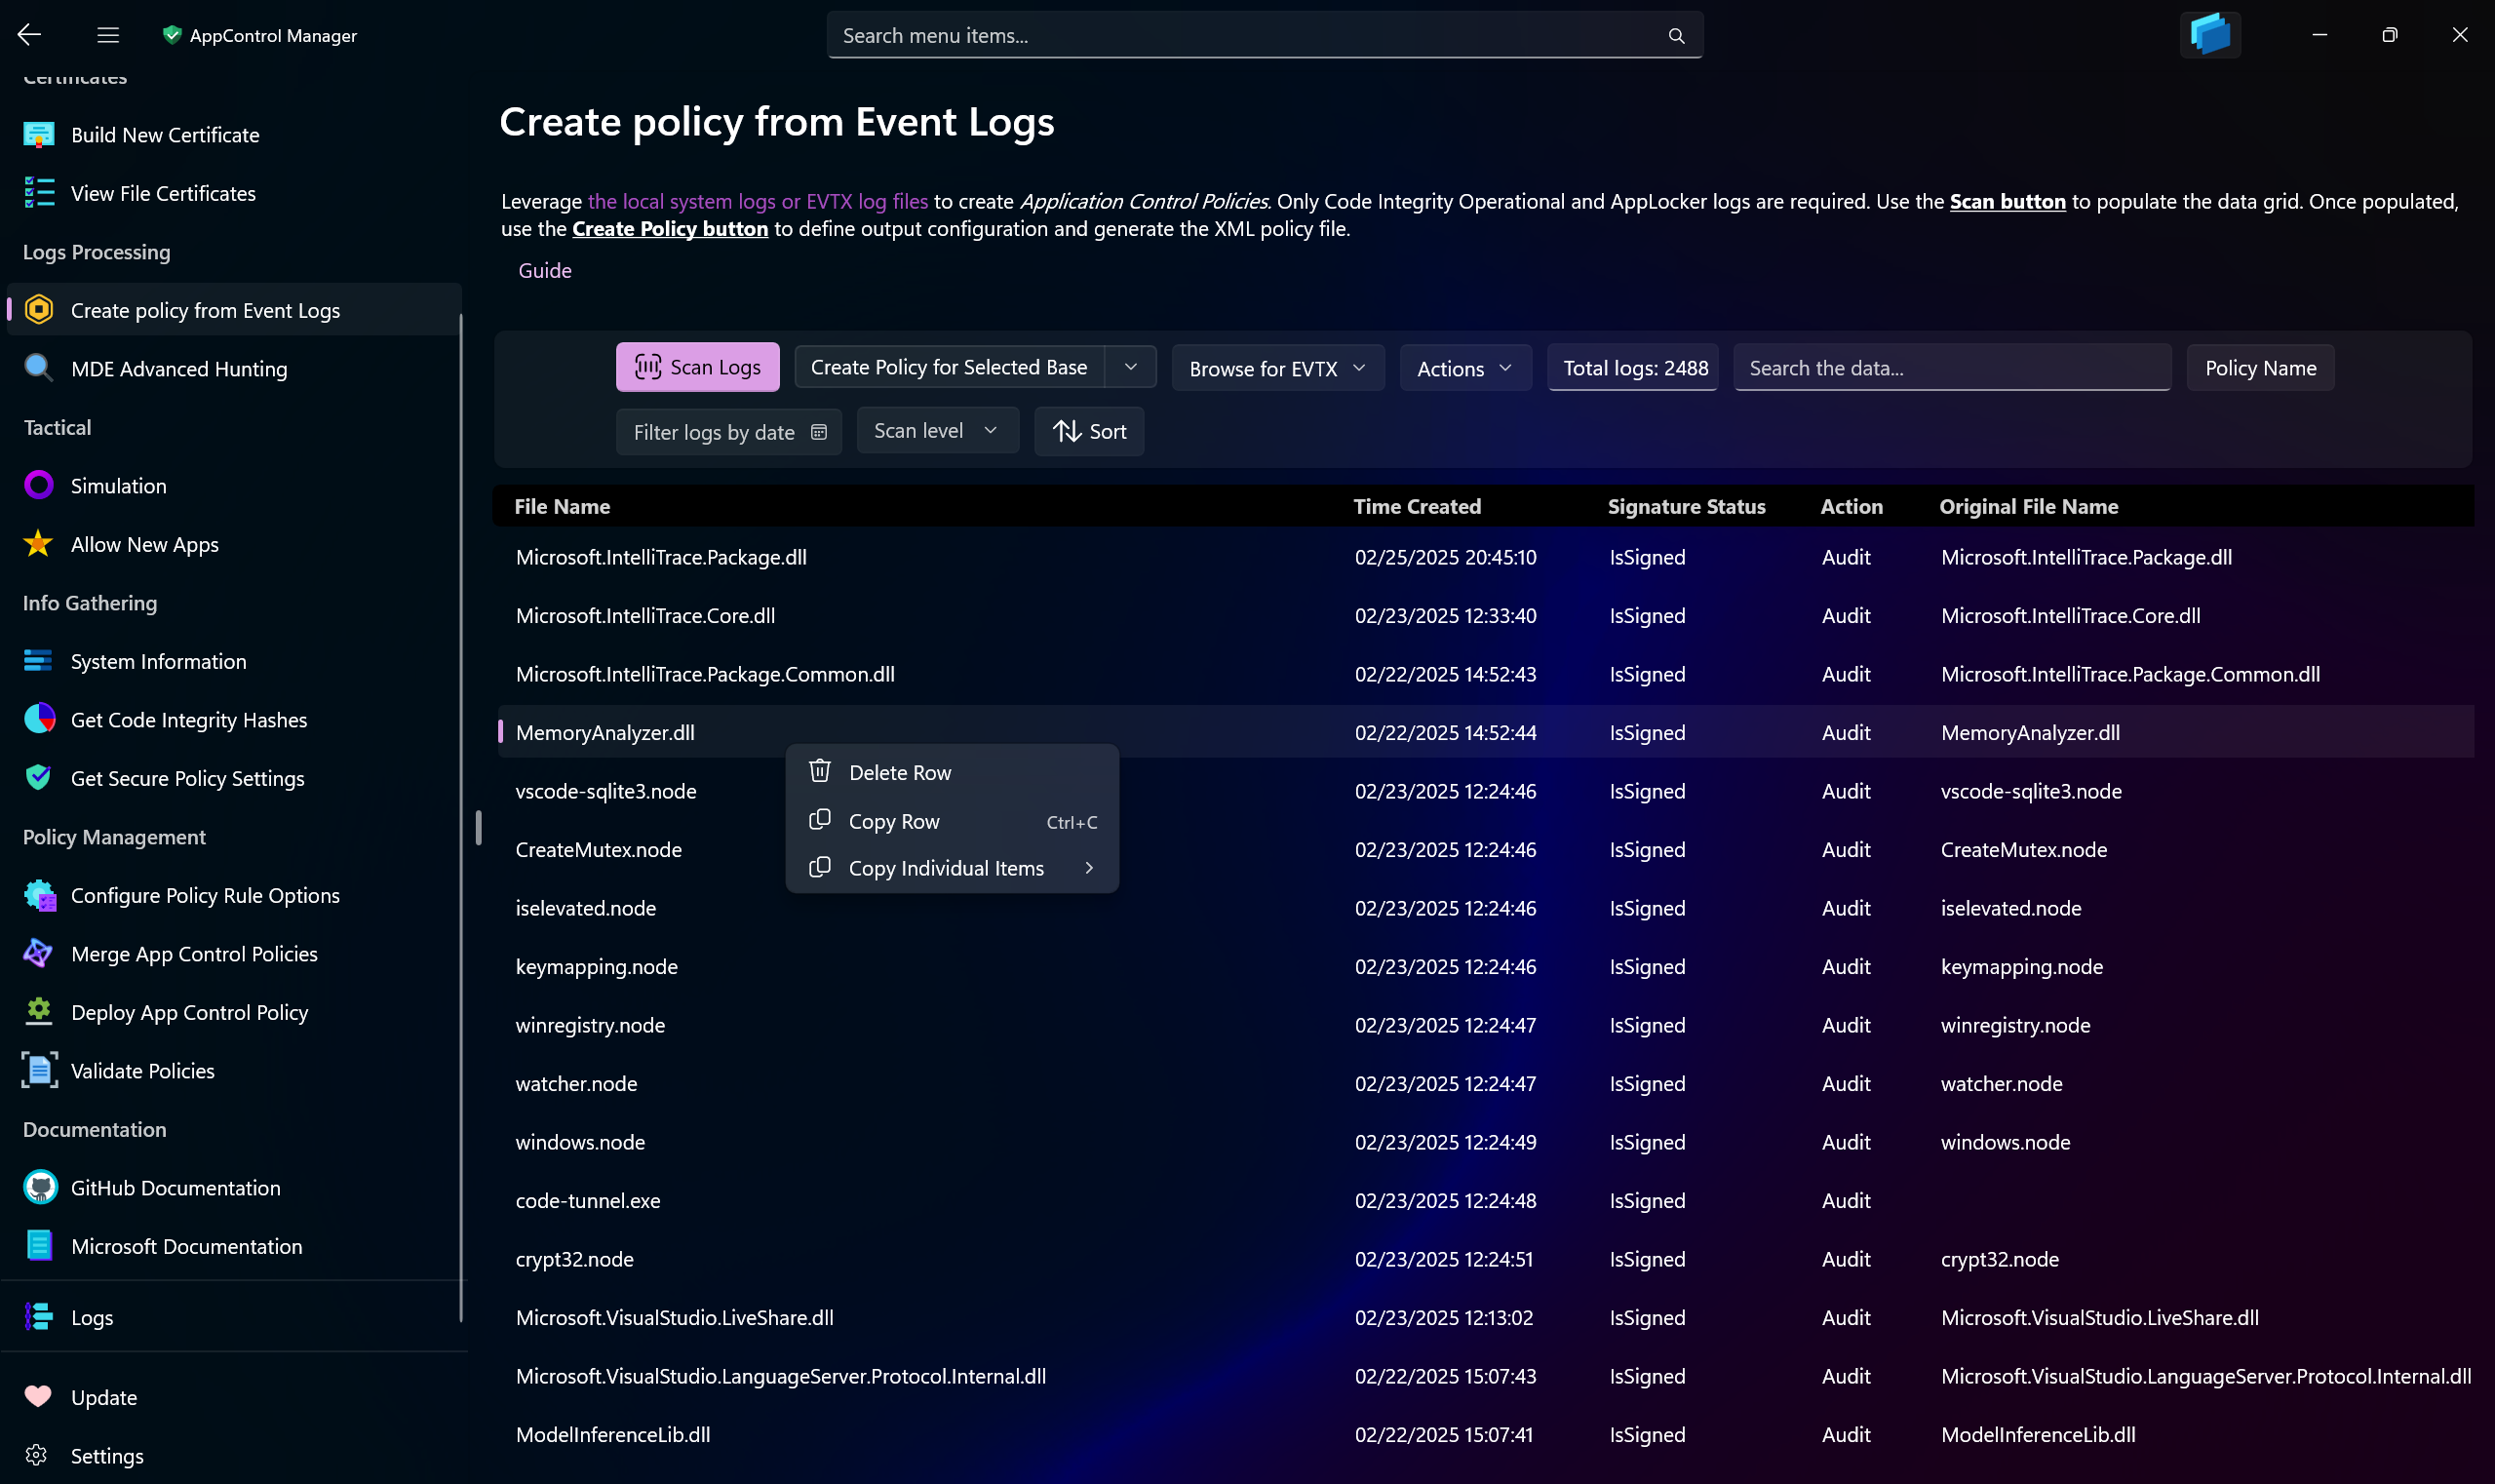 AppControl Manager
Search menu items...
Certificates
Build New Certificate
View File Certificates
Logs Processing
Create policy from Event Logs
MDE Advanced Hunting
Tactical
Simulation
Allow New Apps
Info Gathering
System Information
Get Code Integrity Hashes
Get Secure Policy Settings
Policy Management
Configure Policy Rule Options
Merge App Control Policies
Deploy App Control Policy
Validate Policies
Documentation
GitHub Documentation
Microsoft Documentation
Logs
Update
Settings
Create policy from Event Logs
Leverage the local system logs or EVTX log files to create Application Control Policies. Only Code Integrity Operational and AppLocker logs are required. Use the Scan button to populate the data grid. Once populated,
use the Create Policy button to define output configuration and generate the XML policy file.
Guide
Scan Logs Create Policy for Selected Base Browse for EVTX Actions Total logs: 2488 Search the data... Policy Name
Filter logs by date Scan level Sort
File Name Time Created Signature Status Action Original File Name
Microsoft.IntelliTrace.Package.dll 02/25/2025 20:45:10 IsSigned Audit Microsoft.IntelliTrace.Package.dll
Microsoft.IntelliTrace.Core.dll 02/23/2025 12:33:40 IsSigned Audit Microsoft.IntelliTrace.Core.dll
Microsoft.IntelliTrace.Package.Common.dll 02/22/2025 14:52:43 IsSigned Audit Microsoft.IntelliTrace.Package.Common.dll
MemoryAnalyzer.dll 02/22/2025 14:52:44 IsSigned Audit MemoryAnalyzer.dll
vscode-sqlite3.node 02/23/2025 12:24:46 IsSigned Audit vscode-sqlite3.node
CreateMutex.node 02/23/2025 12:24:46 IsSigned Audit CreateMutex.node
iselevated.node 02/23/2025 12:24:46 IsSigned Audit iselevated.node
keymapping.node 02/23/2025 12:24:46 IsSigned Audit keymapping.node
winregistry.node 02/23/2025 12:24:47 IsSigned Audit winregistry.node
watcher.node 02/23/2025 12:24:47 IsSigned Audit watcher.node
windows.node 02/23/2025 12:24:49 IsSigned Audit windows.node
code-tunnel.exe 02/23/2025 12:24:48 IsSigned Audit
crypt32.node 02/23/2025 12:24:51 IsSigned Audit crypt32.node
Microsoft.VisualStudio.LiveShare.dll 02/23/2025 12:13:02 IsSigned Audit Microsoft.VisualStudio.LiveShare.dll
Microsoft.VisualStudio.LanguageServer.Protocol.Internal.dll 02/22/2025 15:07:43 IsSigned Audit Microsoft.VisualStudio.LanguageServer.Protocol.Internal.dll
ModelInferenceLib.dll 02/22/2025 15:07:41 IsSigned Audit ModelInferenceLib.dll
Delete Row
Copy Row Ctrl+C
Copy Individual Items